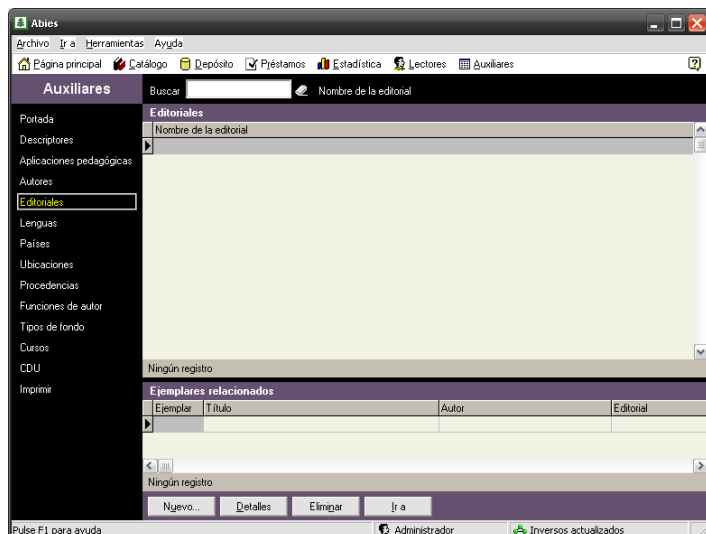 Abies
Archivo Ir a Herramientas Ayuda
Página principal Catálogo Depósito Préstamos Estadística Lectores Auxiliares
Auxiliares
Buscar Nombre de la editorial
Portada
Descriptores
Aplicaciones pedagógicas
Autores
Editoriales
Lenguas
Países
Ubicaciones
Procedencias
Funciones de autor
Tipos de fondo
Cursos
CDU
Imprimir
Editoriales
Nombre de la editorial
Ningún registro
Ejemplares relacionados
Ejemplar Título Autor Editorial
Ningún registro
Nuevo... Detalles Eliminar Ir a
Pulse F1 para ayuda Administrador Inversos actualizados